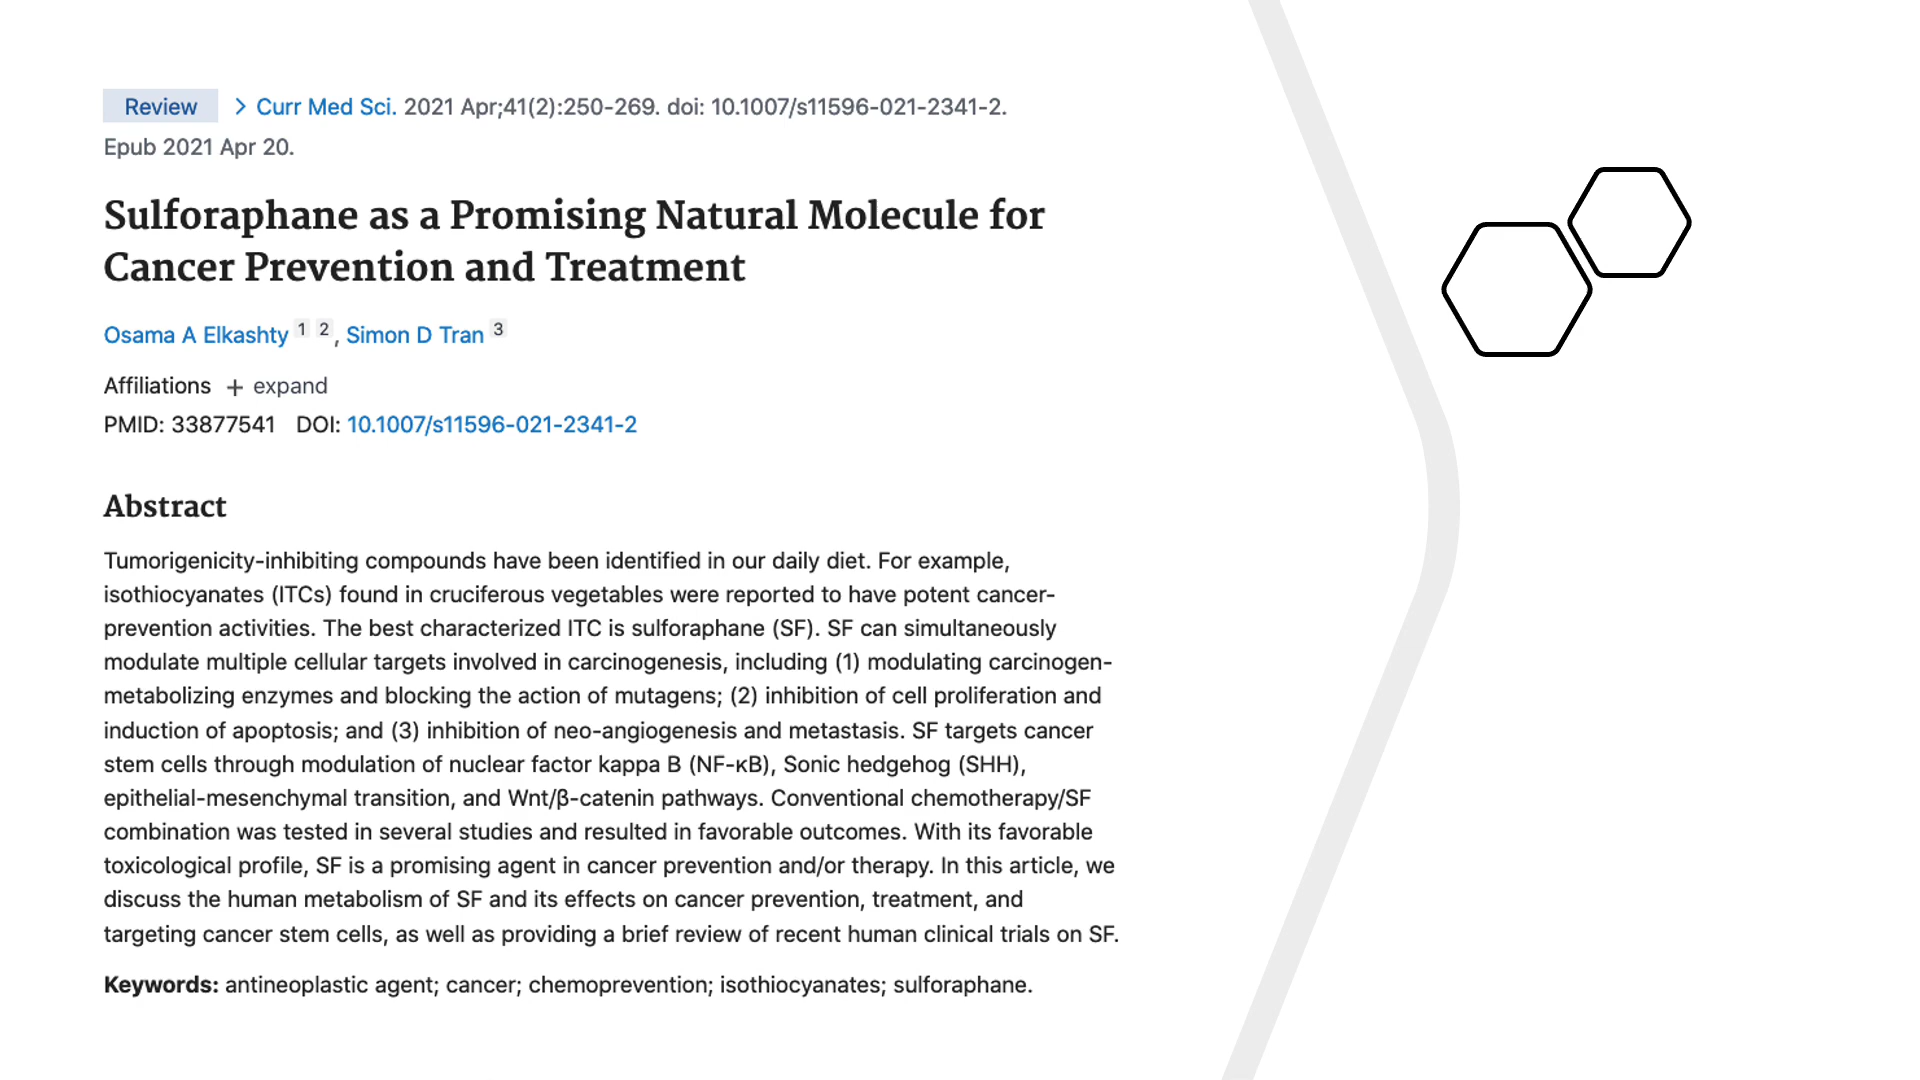 Review > Curr Med Sci. 2021 Apr;41(2):250-269. doi: 10.1007/s11596-021-2341-2.
Epub 2021 Apr 20.
Sulforaphane as a Promising Natural Molecule for
Cancer Prevention and Treatment
Osama A Elkashty 1 2, Simon D Tran 3
Affiliations + expand
PMID: 33877541 DOI: 10.1007/s11596-021-2341-2
Abstract
Tumorigenicity-inhibiting compounds have been identified in our daily diet. For example,
isothiocyanates (ITCs) found in cruciferous vegetables were reported to have potent cancer-
prevention activities. The best characterized ITC is sulforaphane (SF). SF can simultaneously
modulate multiple cellular targets involved in carcinogenesis, including (1) modulating carcinogen-
metabolizing enzymes and blocking the action of mutagens; (2) inhibition of cell proliferation and
induction of apoptosis; and (3) inhibition of neo-angiogenesis and metastasis. SF targets cancer
stem cells through modulation of nuclear factor kappa B (NF-κB), Sonic hedgehog (SHH),
epithelial-mesenchymal transition, and Wnt/β-catenin pathways. Conventional chemotherapy/SF
combination was tested in several studies and resulted in favorable outcomes. With its favorable
toxicological profile, SF is a promising agent in cancer prevention and/or therapy. In this article, we
discuss the human metabolism of SF and its effects on cancer prevention, treatment, and
targeting cancer stem cells, as well as providing a brief review of recent human clinical trials on SF.
Keywords: antineoplastic agent; cancer; chemoprevention; isothiocyanates; sulforaphane.